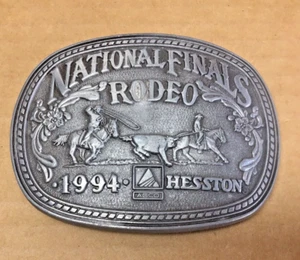 NATIONAL FINALS
RODEO
·1994· HESSTON